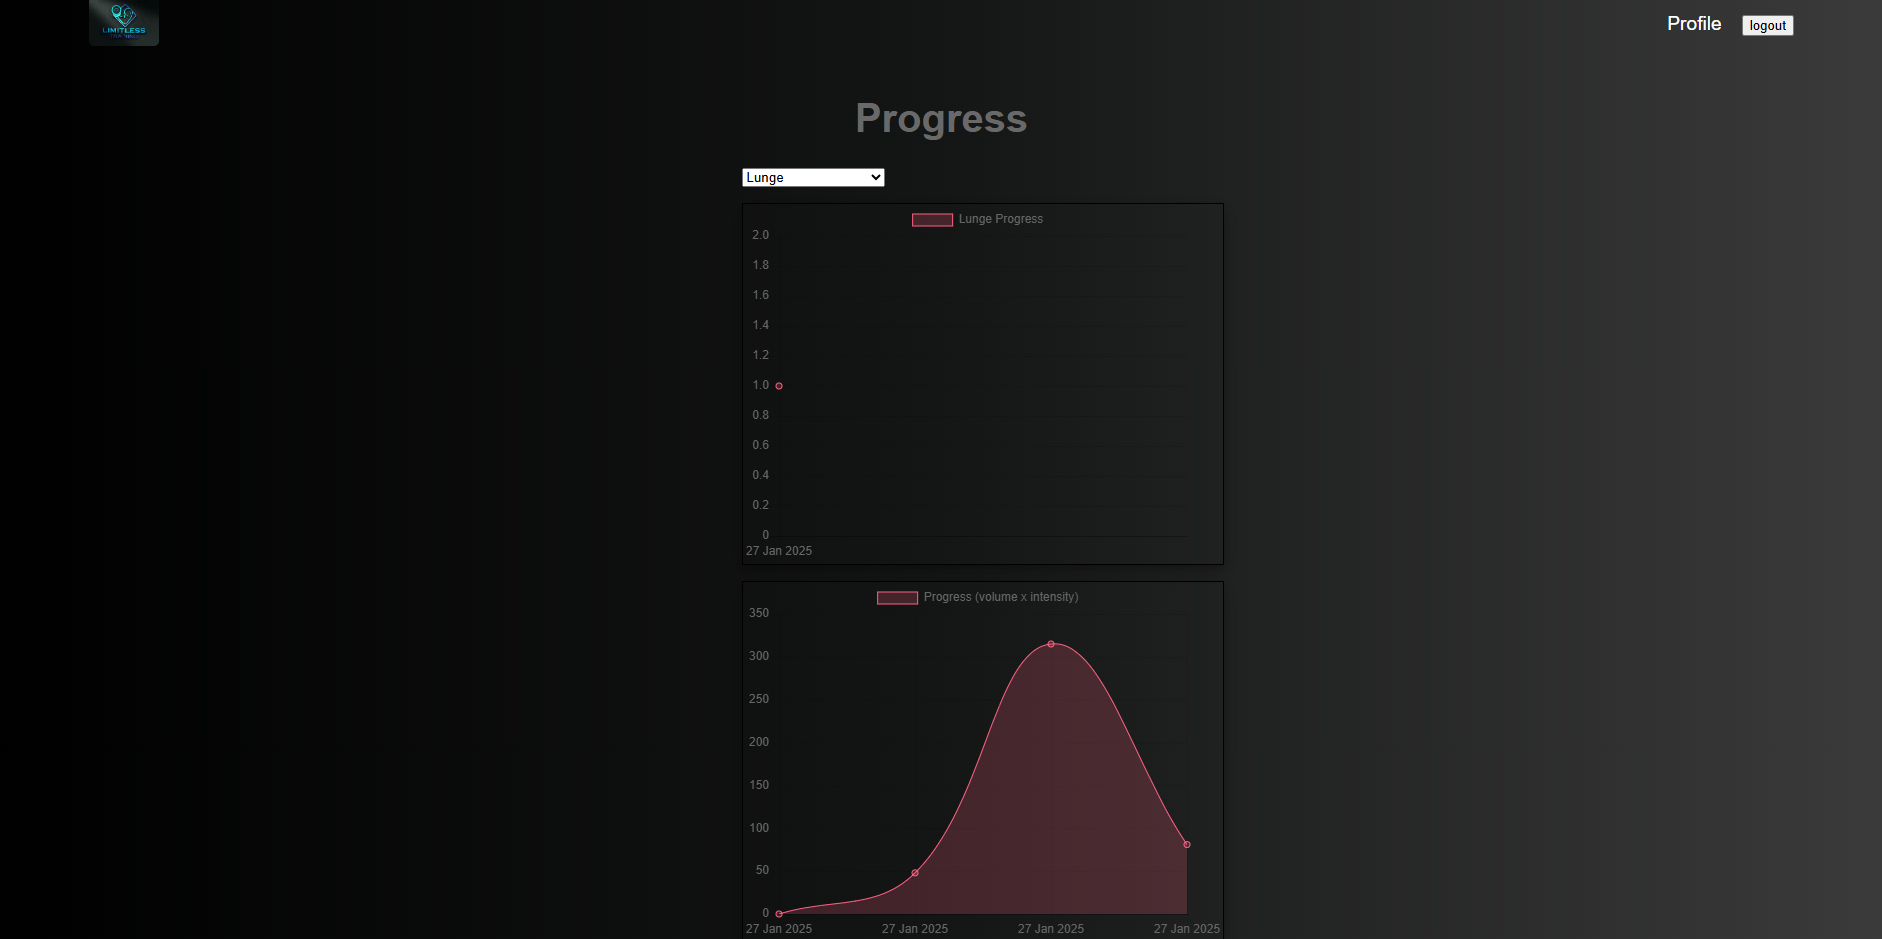 LIMITLESS
Profile
logout
Progress
Lunge
Lunge Progress
2.0
1.8
1.6
1.4
1.2
1.0
0.8
0.6
0.4
0.2
0
27 Jan 2025
Progress (volume x intensity)
350
300
250
200
150
100
50
0
27 Jan 2025 27 Jan 2025 27 Jan 2025 27 Jan 2025